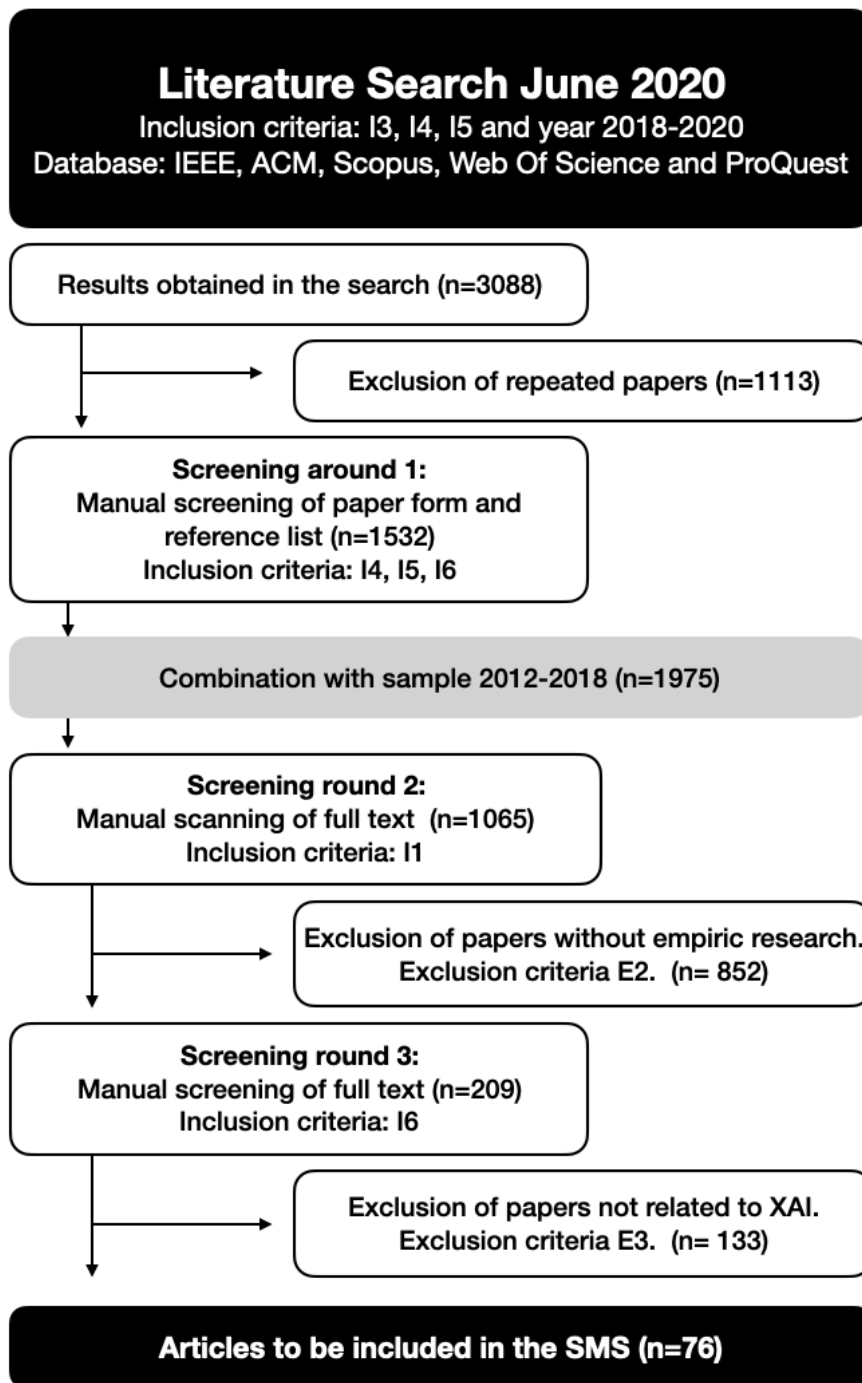 Literature Search June 2020
Inclusion criteria: I3, I4, I5 and year 2018-2020
Database: IEEE, ACM, Scopus, Web Of Science and ProQuest
Results obtained in the search (n=3088)
Exclusion of repeated papers (n=1113)
Screening around 1:
Manual screening of paper form and
reference list (n=1532)
Inclusion criteria: I4, I5, I6
Combination with sample 2012-2018 (n=1975)
Screening round 2:
Manual scanning of full text  (n=1065)
Inclusion criteria: I1
Exclusion of papers without empiric research.
Exclusion criteria E2.  (n= 852)
Screening round 3:
Manual screening of full text (n=209)
Inclusion criteria: I6
Exclusion of papers not related to XAI.
Exclusion criteria E3.  (n= 133)
Articles to be included in the SMS (n=76)